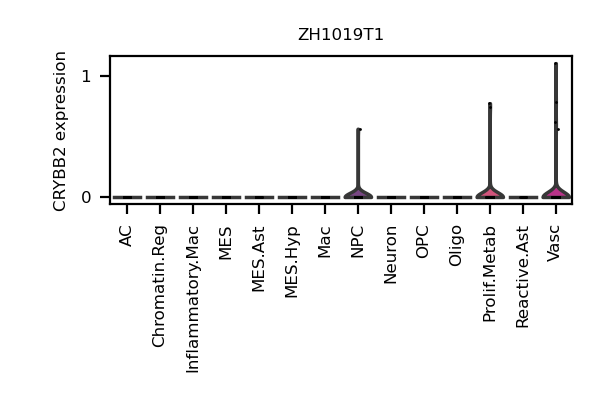 ZH1019T1
CRYBB2 expression
1
0
AC
Chromatin.Reg
Inflammatory.Mac
MES
MES.Ast
MES.Hyp
Mac
NPC
Neuron
OPC
Oligo
Prolif.Metab
Reactive.Ast
Vasc